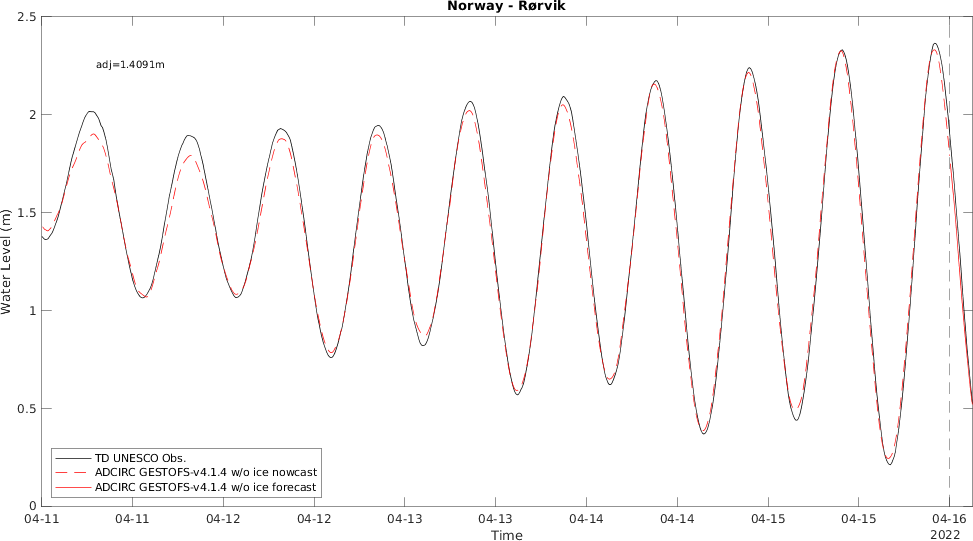 Norway - Rørvik
adj=1.4091m
2.5
2
1.5
1
0.5
0
Water Level (m)
TD UNESCO Obs.
ADCIRC GESTOFS-v4.1.4 w/o ice nowcast
ADCIRC GESTOFS-v4.1.4 w/o ice forecast
04-11 04-11 04-12 04-12 04-13 04-13 04-14 04-14 04-15 04-15 04-16
Time
2022